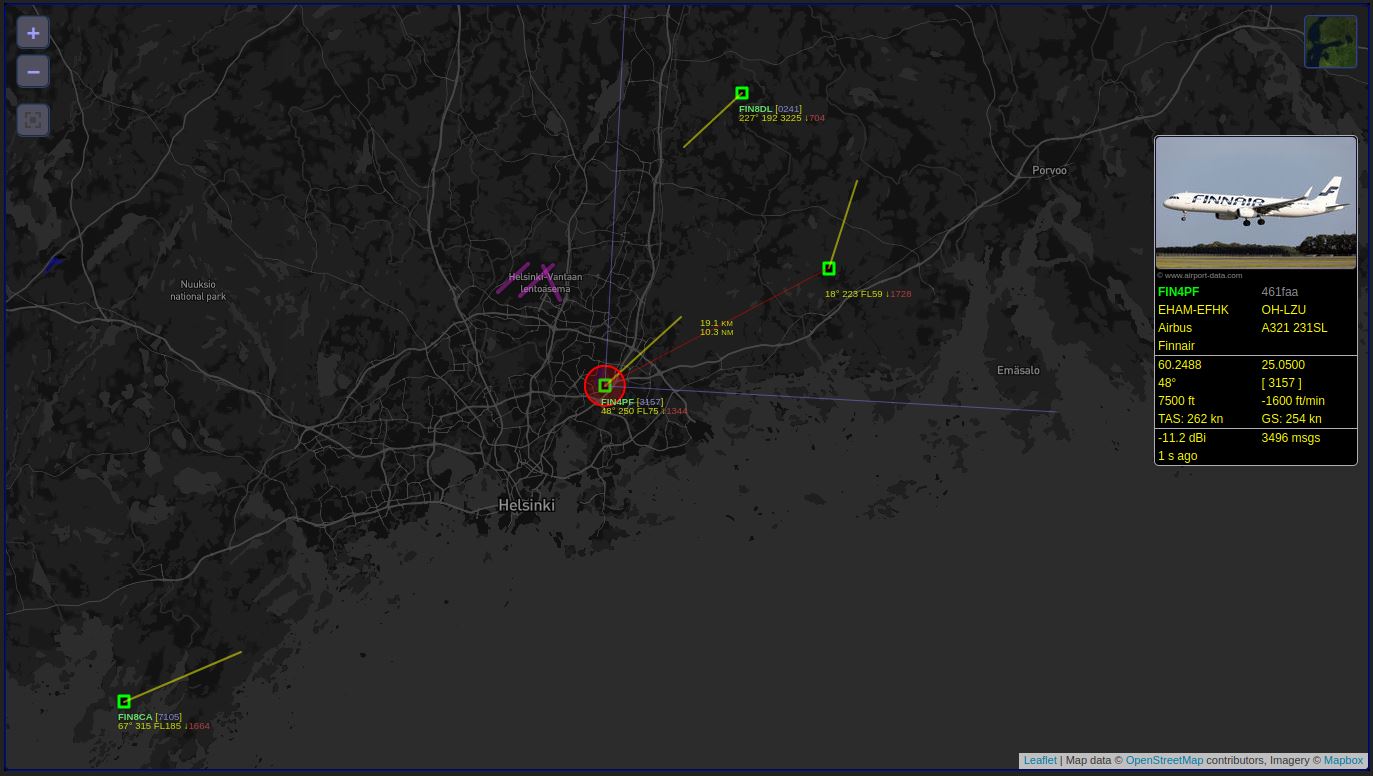 +
−
FIN8DL [0241]
227° 192 3225 ↓704
Porvoo
Nuuksio
national park
Helsinki-Vantaan
lentoasema
18° 223 FL59 ↓1728
19.1 KM
10.3 NM
Emäsalo
FIN4PF [3157]
48° 250 FL75 ↓1344
Helsinki
FIN8CA [7105]
67° 315 FL185 ↓1664
FINNAIR
© www.airport-data.com
FIN4PF 461faa
EHAM-EFHK OH-LZU
Airbus A321 231SL
Finnair
60.2488 25.0500
48° [ 3157 ]
7500 ft -1600 ft/min
TAS: 262 kn GS: 254 kn
-11.2 dBi 3496 msgs
1 s ago
Leaflet | Map data © OpenStreetMap contributors, Imagery © Mapbox